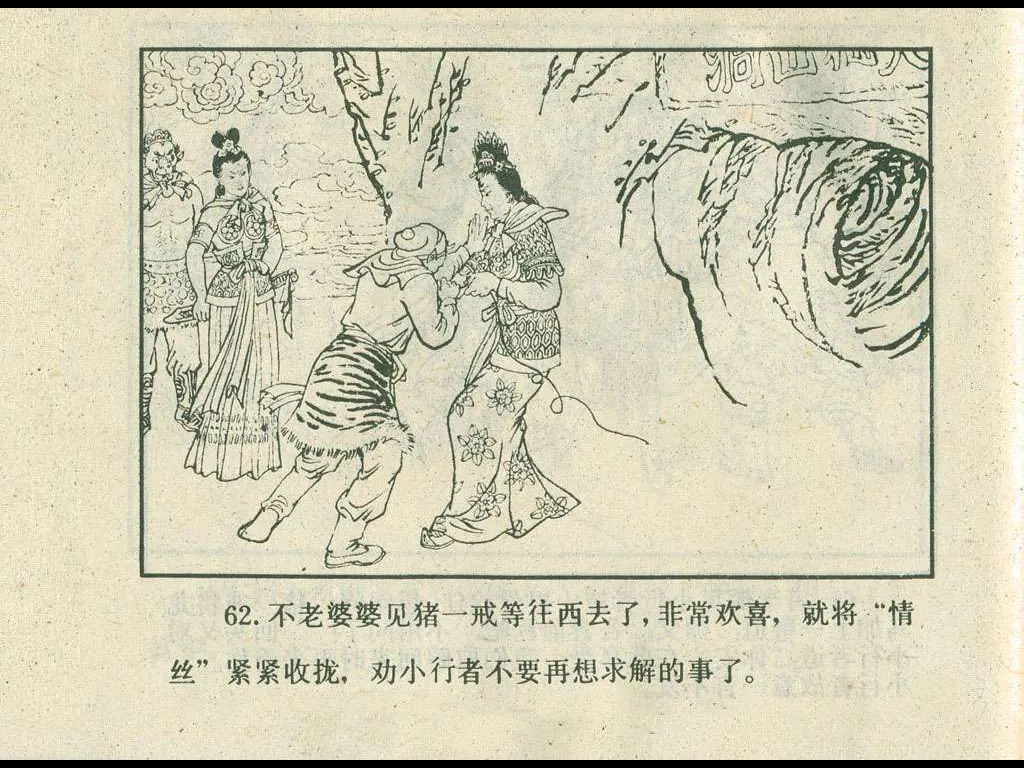 62. 不老婆婆见猪一戒等往西去了，非常欢喜，就将“情
丝”紧紧收拢，劝小行者不要再想求解的事了。